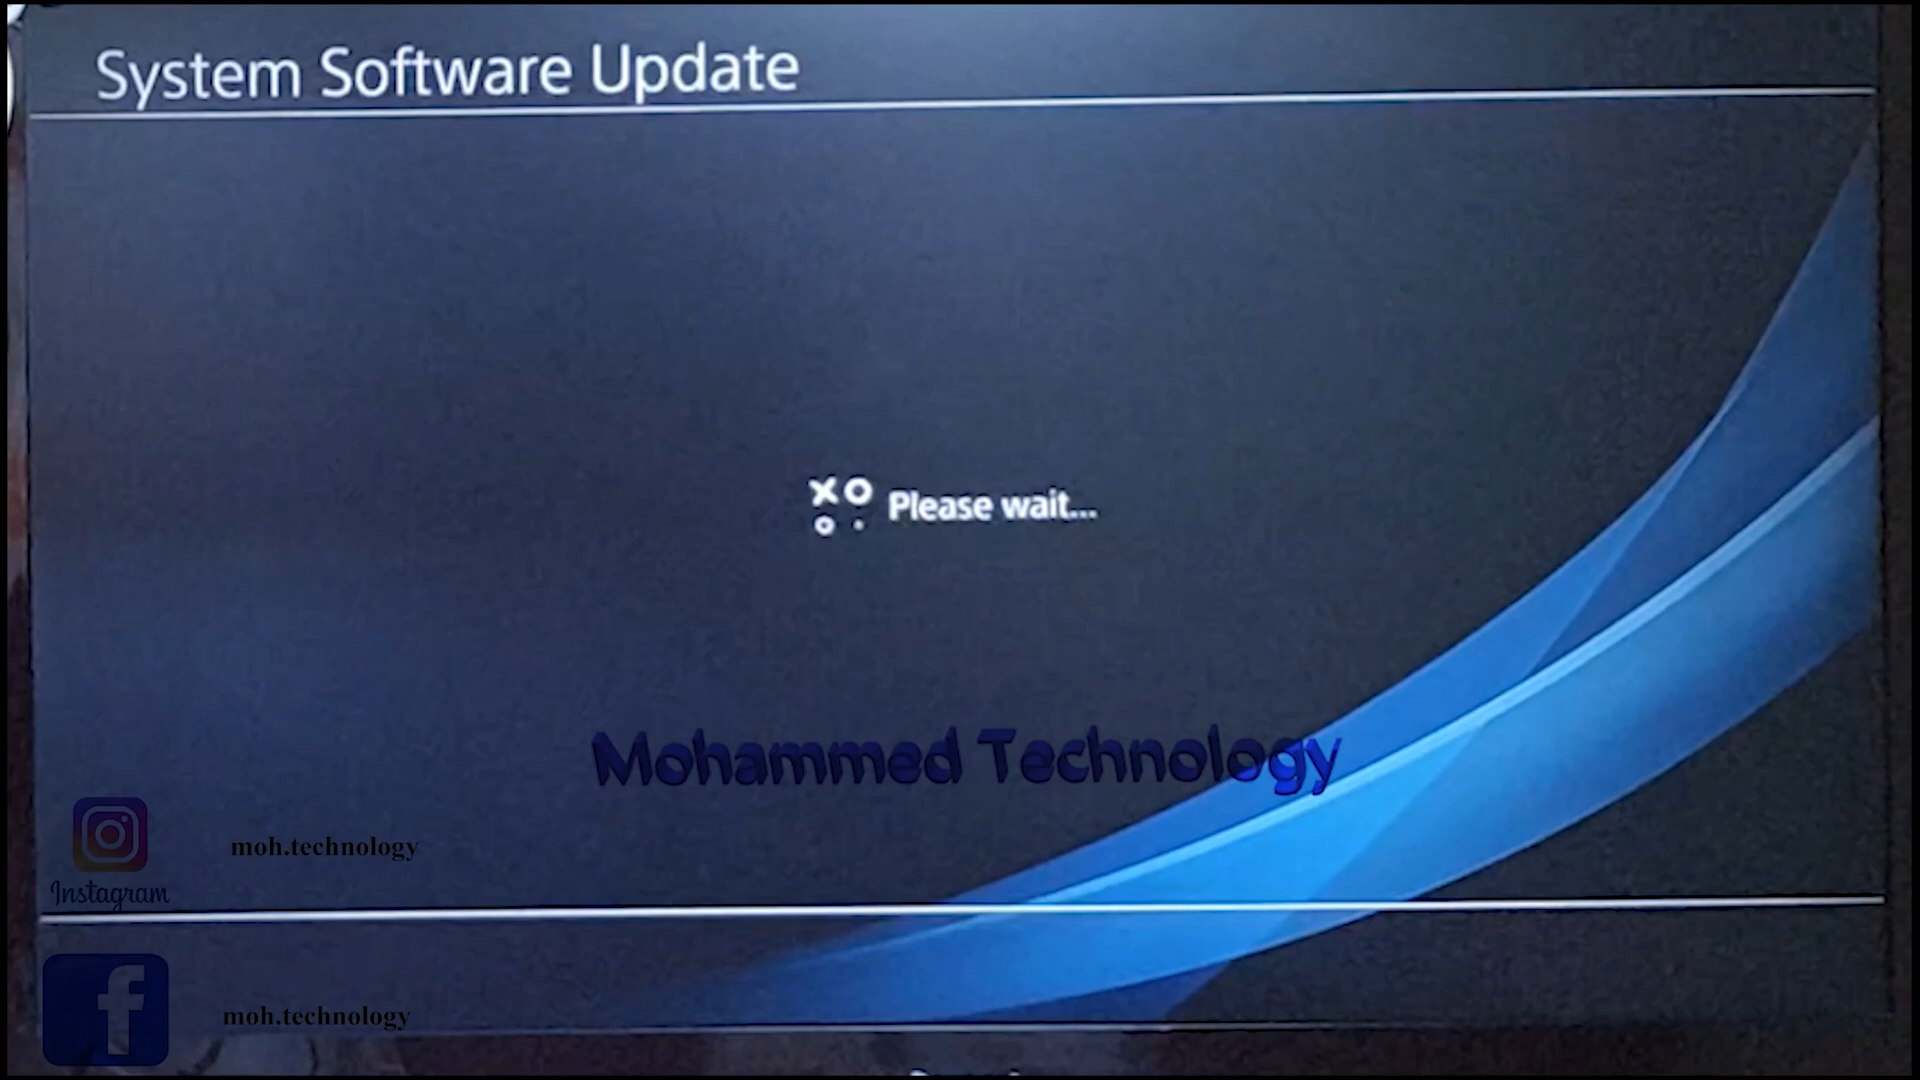 System Software Update
Please wait...
Mohammed Technology
moh.technology
Instagram
moh.technology